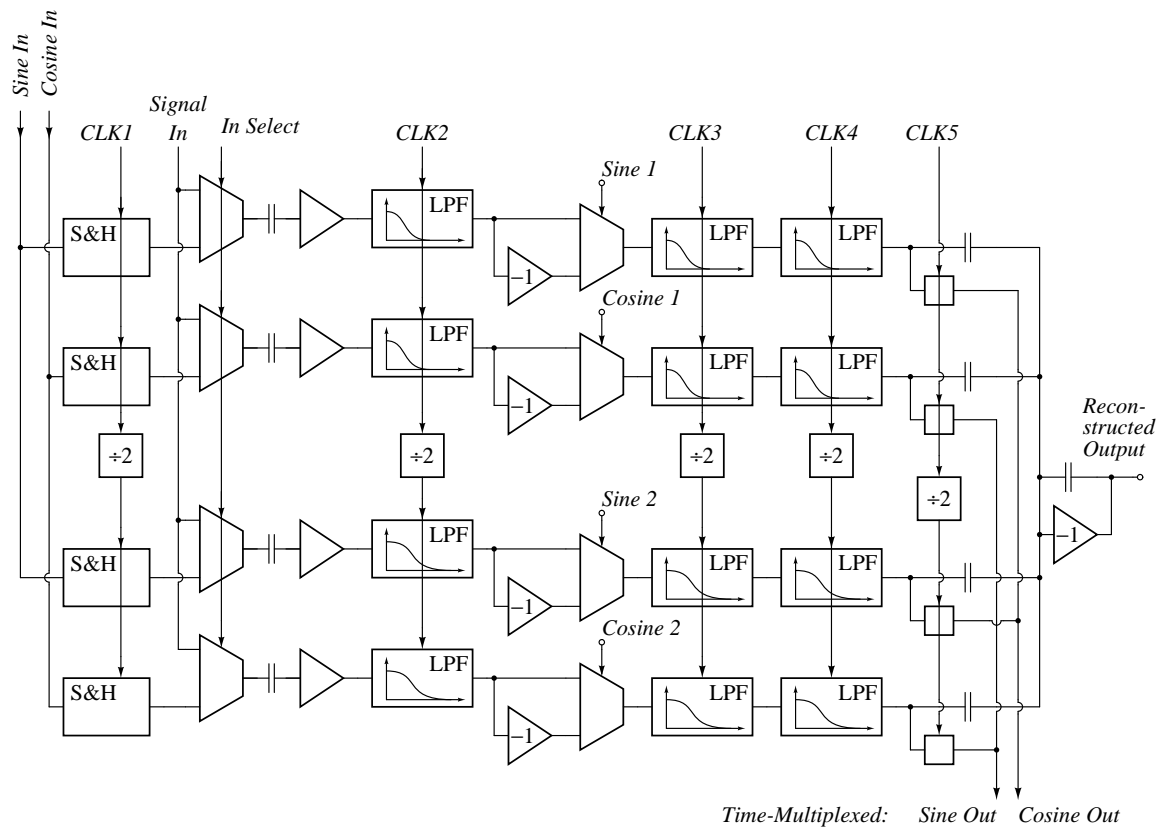 Sine In
Cosine In
Signal
In
CLK1
In Select
CLK2
CLK3
CLK4
CLK5
Sine 1
S&H
LPF
LPF
LPF
−1
Cosine 1
S&H
LPF
LPF
LPF
−1
÷2
÷2
÷2
÷2
÷2
Recon-
structed
Output
−1
Sine 2
S&H
LPF
LPF
LPF
−1
Cosine 2
S&H
LPF
LPF
LPF
−1
Time-Multiplexed: Sine Out Cosine Out